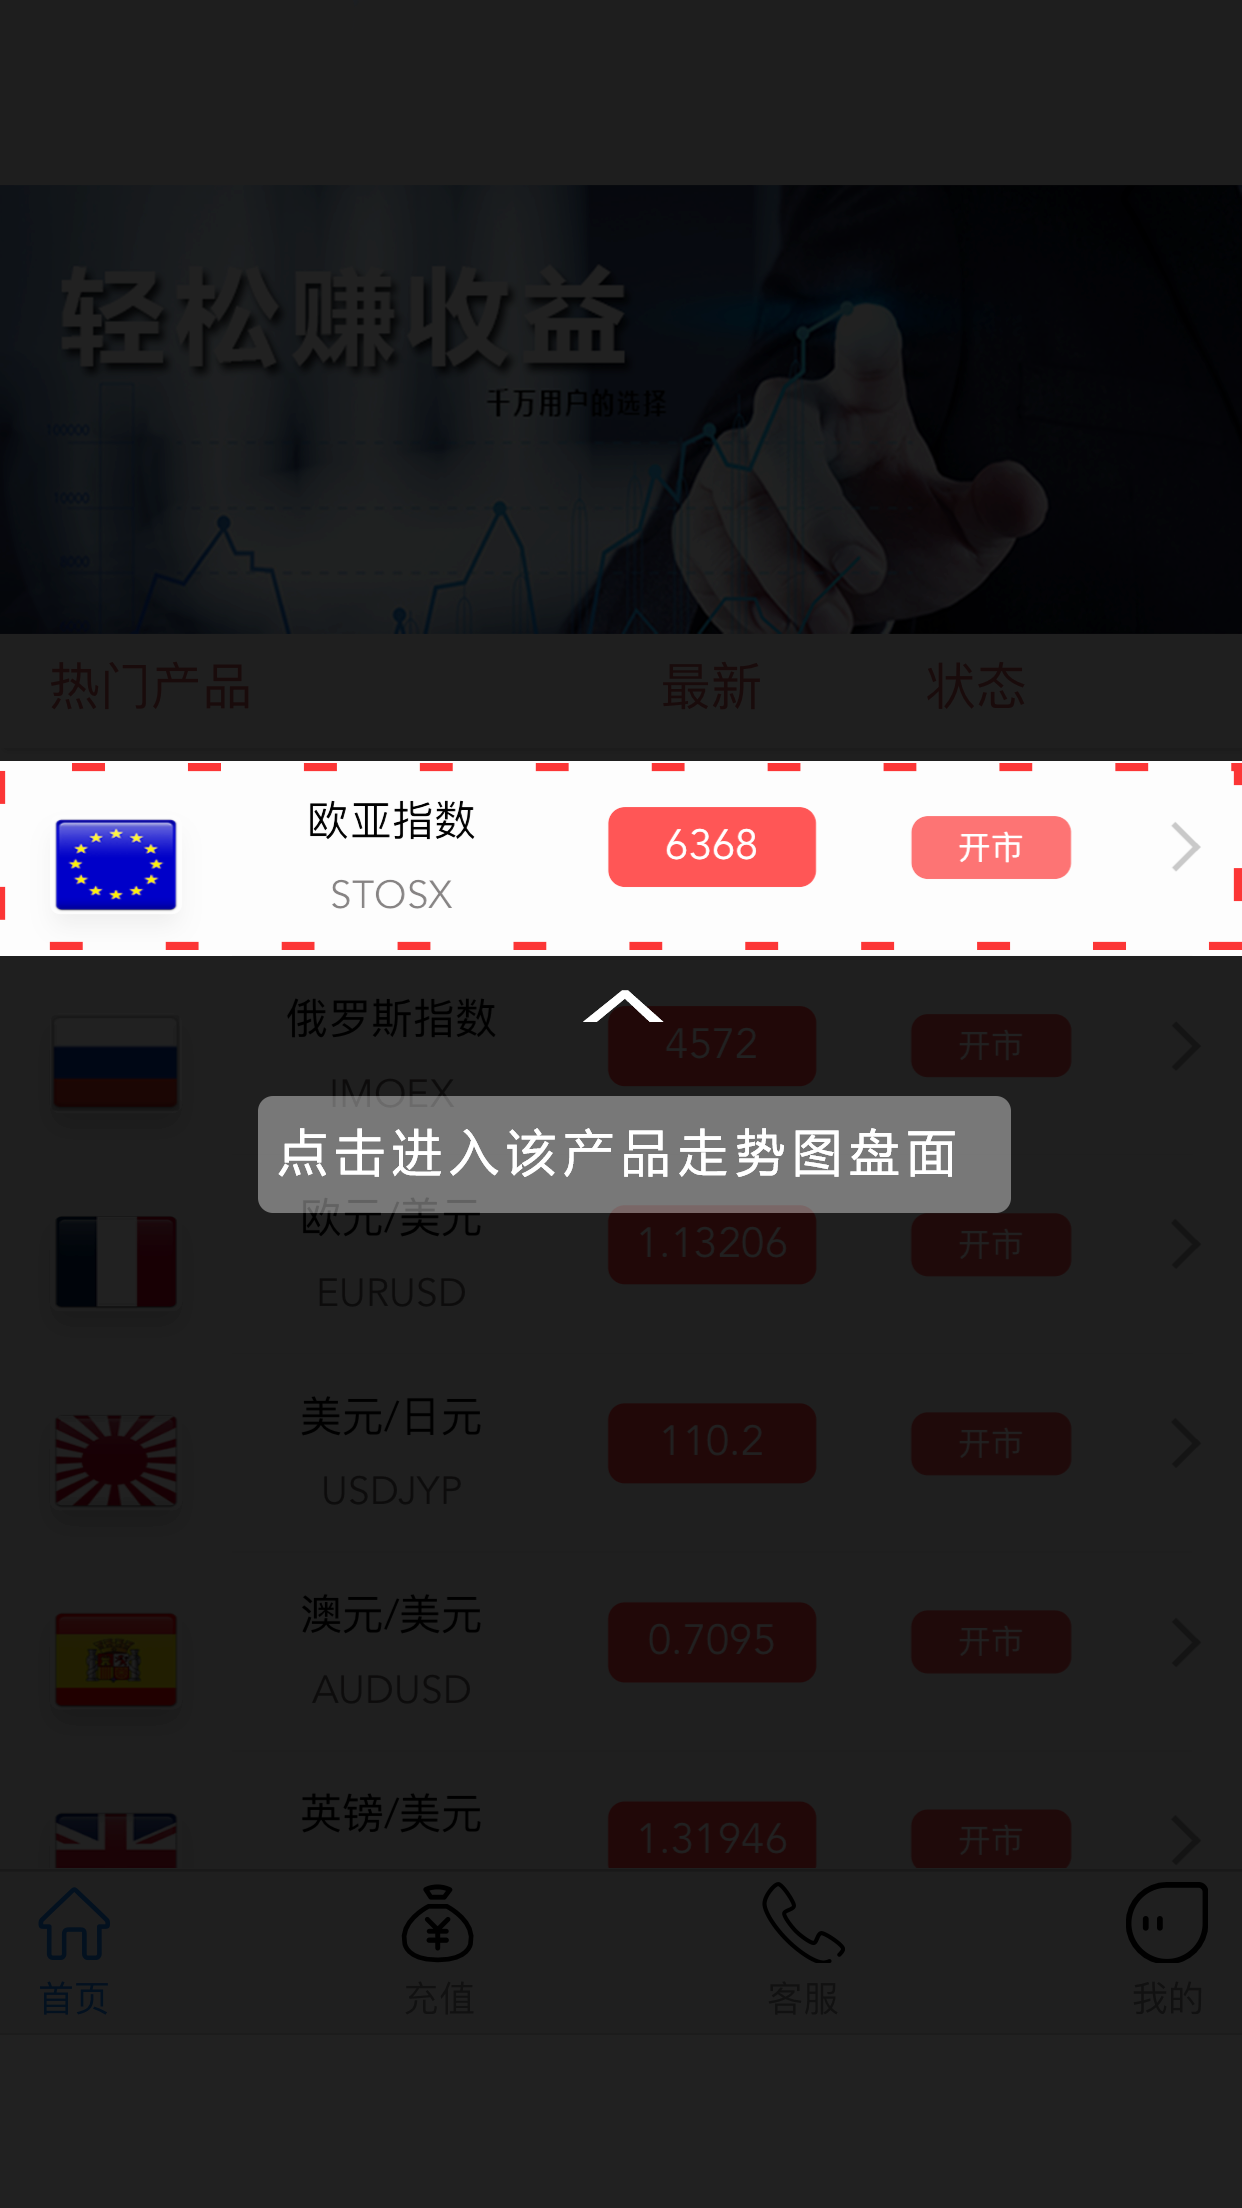 轻松赚收益
千万用户的选择
100000
10000
热门产品 最新 状态
欧亚指数 6368 开市
STOSX
俄罗斯指数 4572 开市
IMOEX
点击进入该产品走势图盘面
欧元/美元 1.13206 开市
EURUSD
美元/日元 110.2 开市
USDJYP
澳元/美元 0.7095 开市
AUDUSD
英镑/美元 1.31946 开市
首页 充值 客服 我的